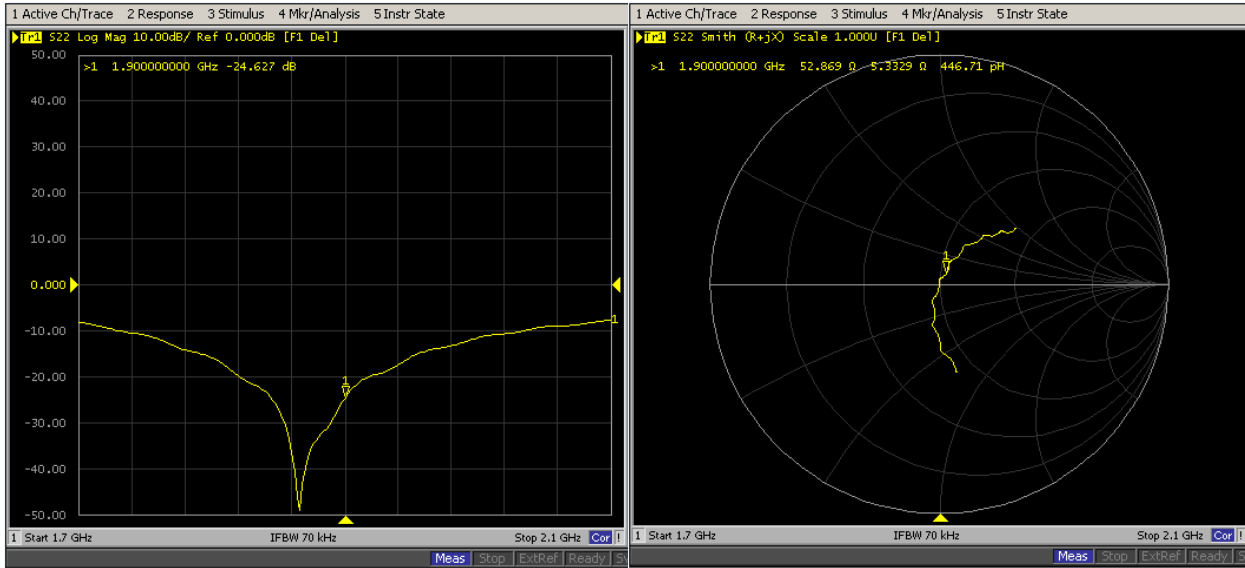 1 Active Ch/Trace 2 Response 3 Stimulus 4 Mkr/Analysis 5 Instr State
Tr1 S22 Log Mag 10.00dB/ Ref 0.000dB [F1 Del]
50.00
>1 1.900000000 GHz -24.627 dB
40.00
30.00
20.00
10.00
0.000
-10.00
1
-20.00
1
-30.00
-40.00
-50.00
1 Start 1.7 GHz IFBW 70 kHz Stop 2.1 GHz Cor !
Meas Stop ExtRef Ready
1 Active Ch/Trace 2 Response 3 Stimulus 4 Mkr/Analysis 5 Instr State
Tr1 S22 Smith (R+jX) Scale 1.000U [F1 Del]
>1 1.900000000 GHz 52.869 Ω 5.3329 Ω 446.71 pH
1
1 Start 1.7 GHz IFBW 70 kHz Stop 2.1 GHz Cor !
Meas Stop ExtRef Ready